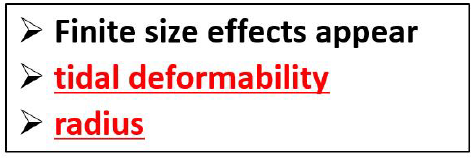 ➢ Finite size effects appear
➢ tidal deformability
➢ radius